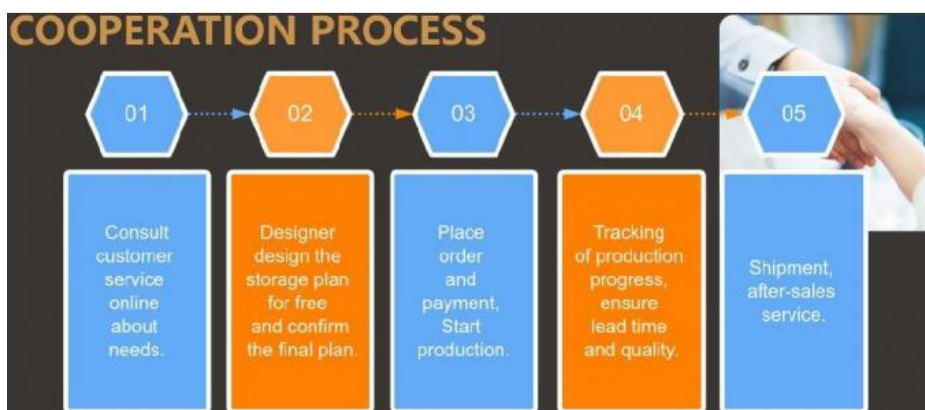 COOPERATION PROCESS
01
02
03
04
05
Consult
customer
service
online
about
needs.
Designer
design the
storage plan
for free
and confirm
the final plan.
Place
order
and
payment,
Start
production.
Tracking
of production
progress,
ensure
lead time
and quality.
Shipment,
after-sales
service.